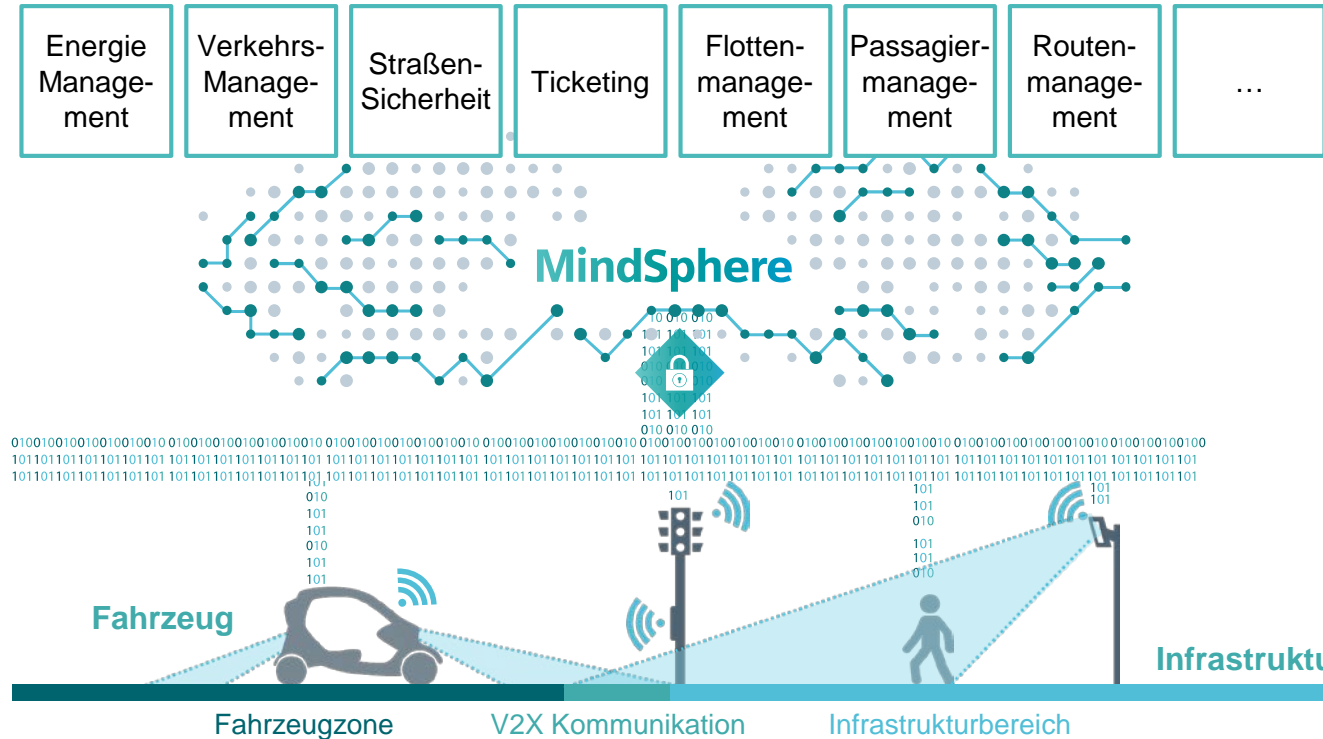 Energie
Manage-
ment
Verkehrs-
Manage-
ment
Straßen-
Sicherheit
Ticketing
Flotten-
manage-
ment
Passagier-
manage-
ment
Routen-
manage-
ment
…
MindSphere
Fahrzeug
Infrastruktu
Fahrzeugzone
V2X Kommunikation
Infrastrukturbereich